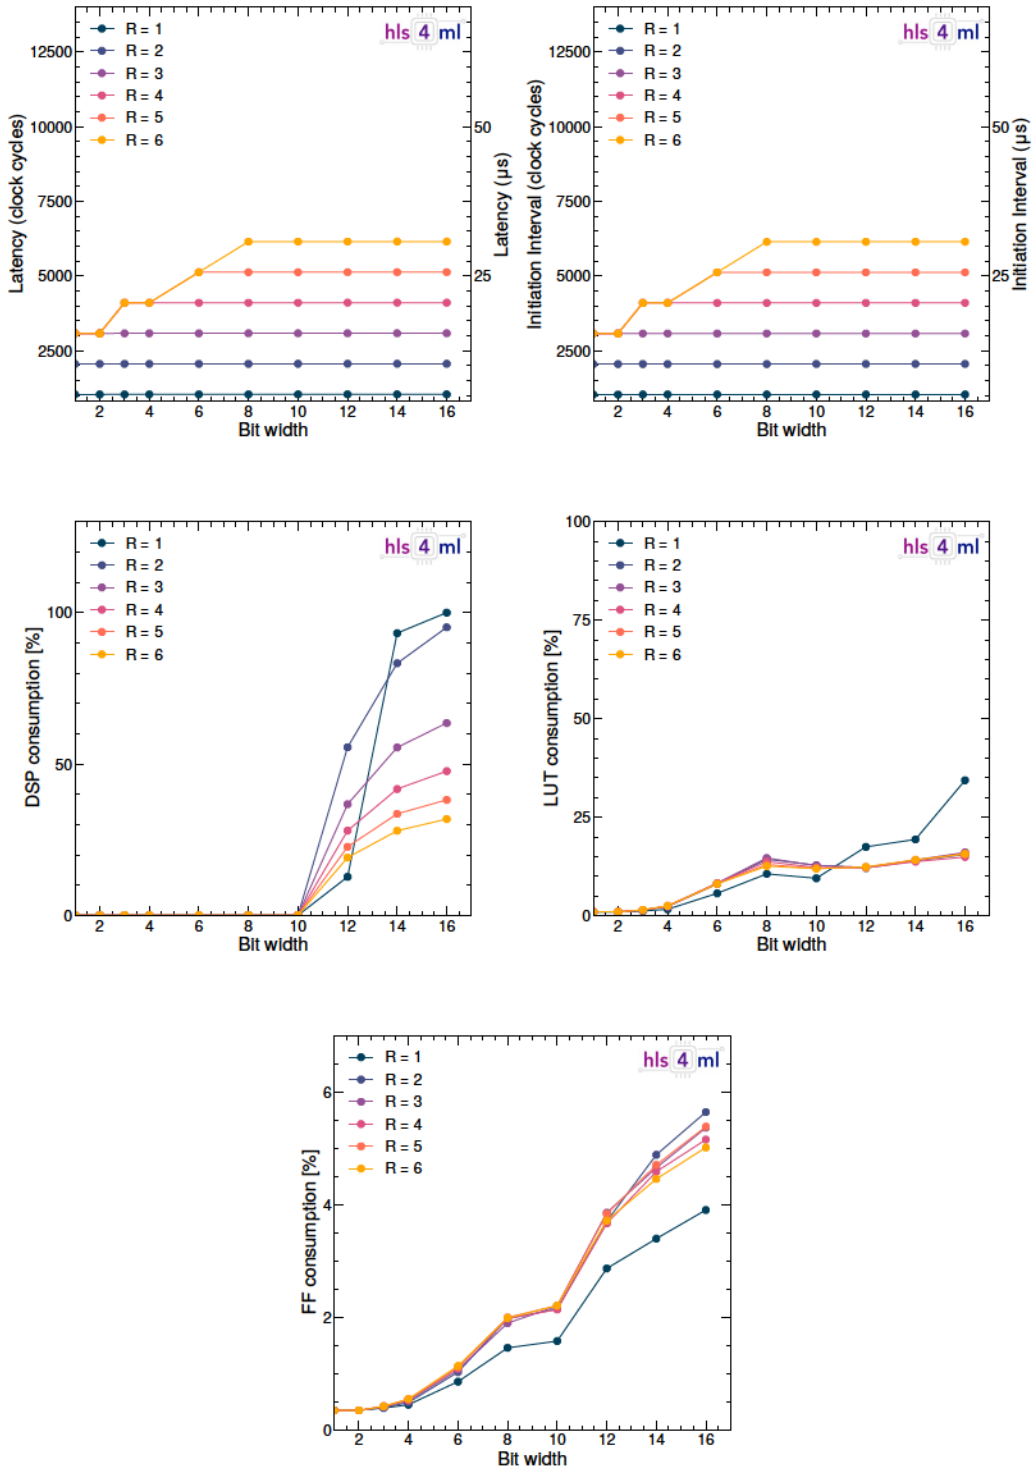 R = 1
R = 2
R = 3
R = 4
R = 5
R = 6
hls 4 ml
12500
10000
7500
5000
2500
50
25
Latency (clock cycles)
Latency (μs)
2 4 6 8 10 12 14 16
Bit width
R = 1
R = 2
R = 3
R = 4
R = 5
R = 6
hls 4 ml
12500
10000
7500
5000
2500
50
25
Initiation Interval (clock cycles)
Initiation Interval (μs)
2 4 6 8 10 12 14 16
Bit width
R = 1
R = 2
R = 3
R = 4
R = 5
R = 6
hls 4 ml
100
50
0
DSP consumption [%]
2 4 6 8 10 12 14 16
Bit width
R = 1
R = 2
R = 3
R = 4
R = 5
R = 6
hls 4 ml
100
75
50
25
0
LUT consumption [%]
2 4 6 8 10 12 14 16
Bit width
R = 1
R = 2
R = 3
R = 4
R = 5
R = 6
hls 4 ml
6
4
2
0
FF consumption [%]
2 4 6 8 10 12 14 16
Bit width